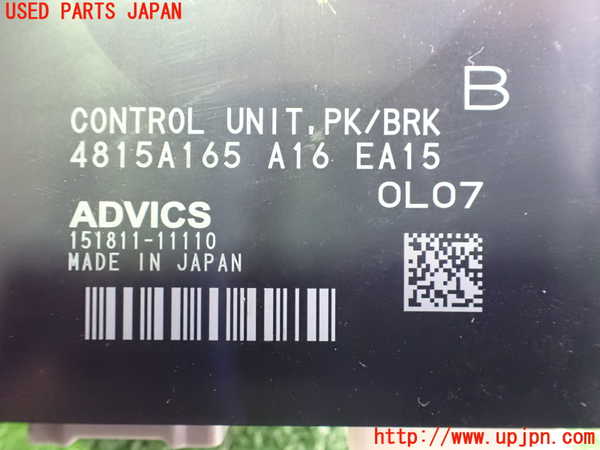 USED PARTS JAPAN
B
CONTROL UNIT,PK/BRK
4815A165 A16 EA15
0L07
ADVICS
151811-11110
MADE IN JAPAN
http://www.upjpn.com/